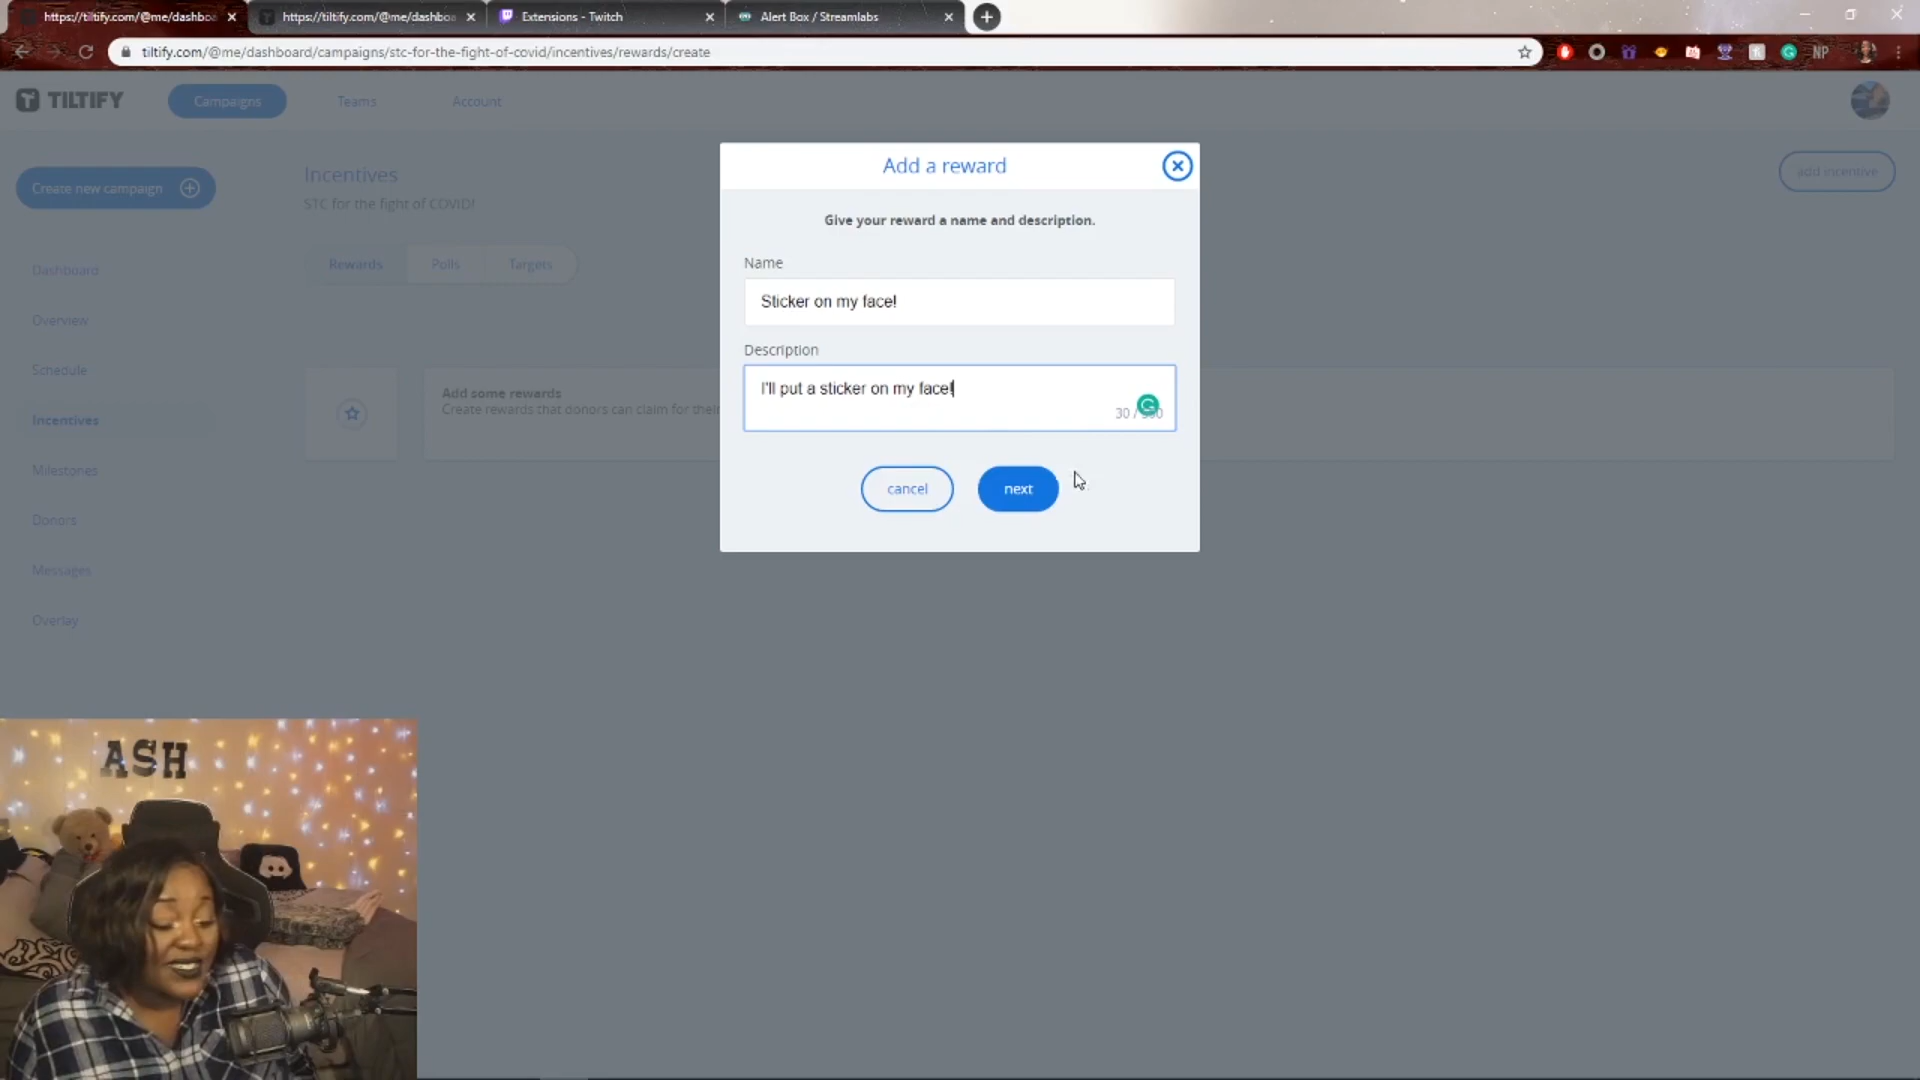 https://tiltify.com/@me/dashboa
https://tiltify.com/@me/dashboa
Extensions - Twitch
Alert Box / Streamlabs
tiltify.com/@me/dashboard/campaigns/stc-for-the-fight-of-covid/incentives/rewards/create
NP
TILTIFY
Campaigns
Teams
Account
Create new campaign
Incentives
STC for the fight of COVID!
add incentive
Rewards
Polls
Targets
Dashboard
Overview
Schedule
Incentives
Milestones
Donors
Messages
Overlay
Add some rewards
Create rewards that donors can claim for their
Add a reward
Give your reward a name and description.
Name
Sticker on my face!
Description
I'll put a sticker on my face!
30 /
cancel
next
ASH